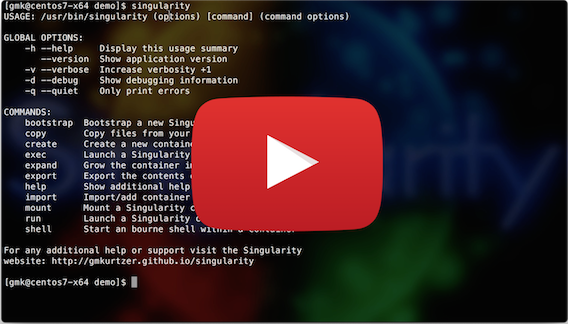 [gmk@centos7-x64 demo]$ singularity
USAGE: /usr/bin/singularity (options) [command] (command options)
GLOBAL OPTIONS:
-h --help Display this usage summary
--version Show application version
-v --verbose Increase verbosity +1
-d --debug Show debugging information
-q --quiet Only print errors
COMMANDS:
bootstrap Bootstrap a new Singu
copy Copy files from your
create Create a new containe
exec Launch a Singularity
expand Grow the container i
export Export the contents
help Show additional help
import Import/add container
mount Mount a Singularity
run Launch a Singularity
shell Start an bourne shell within a container
For any additional help or support visit the Singularity
website: http://gmkurtzer.github.io/singularity
[gmk@centos7-x64 demo]$